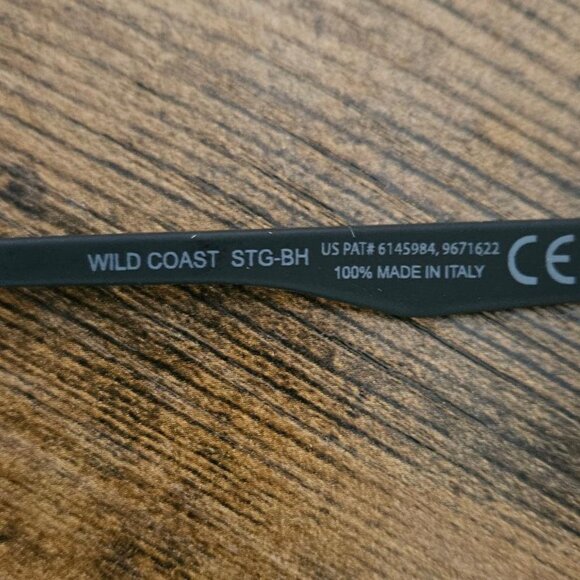 WILD COAST STG-BH
US PAT# 6145984, 9671622
100% MADE IN ITALY
CE